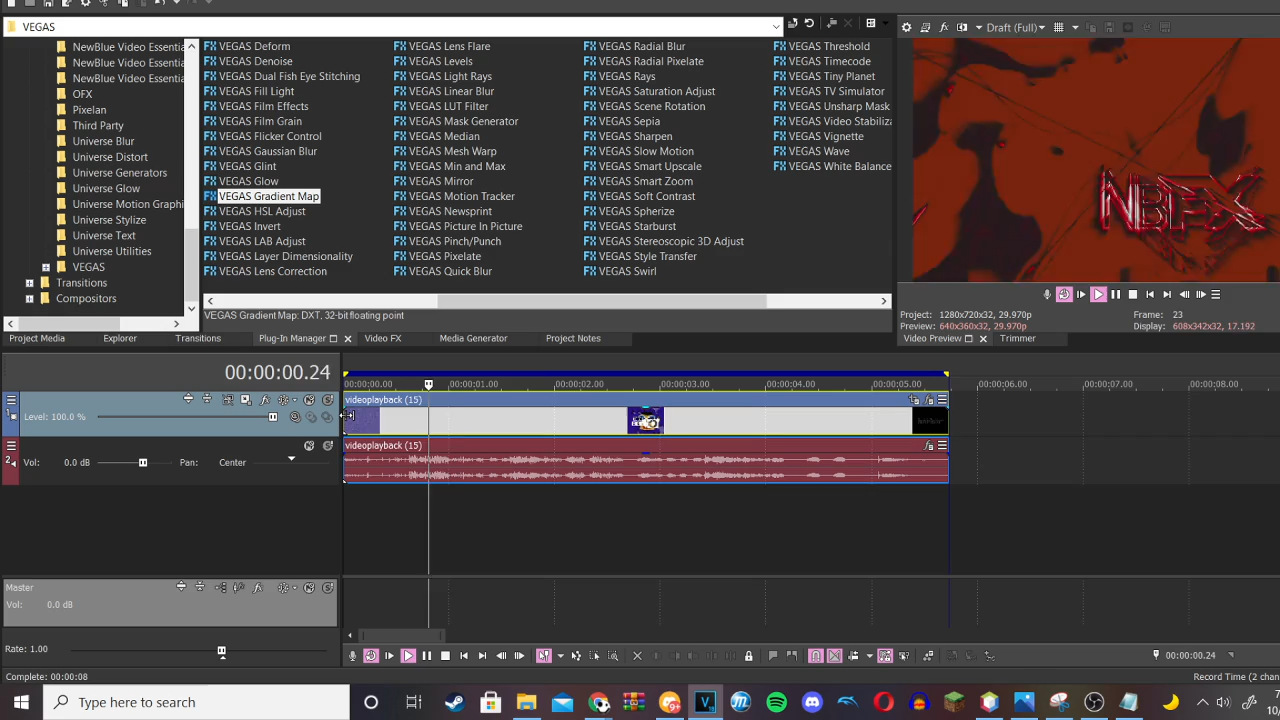 VEGAS
Draft (Full)
NewBlue Video Essentia
NewBlue Video Essentia
NewBlue Video Essentia
OFX
Pixelan
Third Party
Universe Blur
Universe Distort
Universe Generators
Universe Glow
Universe Motion Graphi
Universe Stylize
Universe Text
Universe Utilities
VEGAS
Transitions
Compositors
VEGAS Deform
VEGAS Denoise
VEGAS Dual Fish Eye Stitching
VEGAS Fill Light
VEGAS Film Effects
VEGAS Film Grain
VEGAS Flicker Control
VEGAS Gaussian Blur
VEGAS Glint
VEGAS Glow
VEGAS Gradient Map
VEGAS HSL Adjust
VEGAS Invert
VEGAS LAB Adjust
VEGAS Layer Dimensionality
VEGAS Lens Correction
VEGAS Lens Flare
VEGAS Levels
VEGAS Light Rays
VEGAS Linear Blur
VEGAS LUT Filter
VEGAS Mask Generator
VEGAS Median
VEGAS Mesh Warp
VEGAS Min and Max
VEGAS Mirror
VEGAS Motion Tracker
VEGAS Newsprint
VEGAS Picture In Picture
VEGAS Pinch/Punch
VEGAS Pixelate
VEGAS Quick Blur
VEGAS Radial Blur
VEGAS Radial Pixelate
VEGAS Rays
VEGAS Saturation Adjust
VEGAS Scene Rotation
VEGAS Sepia
VEGAS Sharpen
VEGAS Slow Motion
VEGAS Smart Upscale
VEGAS Smart Zoom
VEGAS Soft Contrast
VEGAS Spherize
VEGAS Starburst
VEGAS Stereoscopic 3D Adjust
VEGAS Style Transfer
VEGAS Swirl
VEGAS Threshold
VEGAS Timecode
VEGAS Tiny Planet
VEGAS TV Simulator
VEGAS Unsharp Mask
VEGAS Video Stabiliza
VEGAS Vignette
VEGAS Wave
VEGAS White Balance
NBFX
VEGAS Gradient Map: DXT, 32-bit floating point
Project: 1280x720x32, 29.970p
Preview: 640x360x32, 29.970p
Frame: 23
Display: 608x342x32, 17.192
Project Media
Explorer
Transitions
Plug-In Manager
Video FX
Media Generator
Project Notes
Video Preview
Trimmer
00:00:00.24
00:00:00.00
00:00:01.00
00:00:02.00
00:00:03.00
00:00:04.00
00:00:05.00
00:00:06.00
00:00:07.00
00:00:08.00
videoplayback (15)
Level: 100.0 %
videoplayback (15)
Vol: 0.0 dB Pan: Center
Master
Vol: 0.0 dB
Rate: 1.00
00:00:00.24
Complete: 00:00:08
Record Time (2 chan
Type here to search
10/